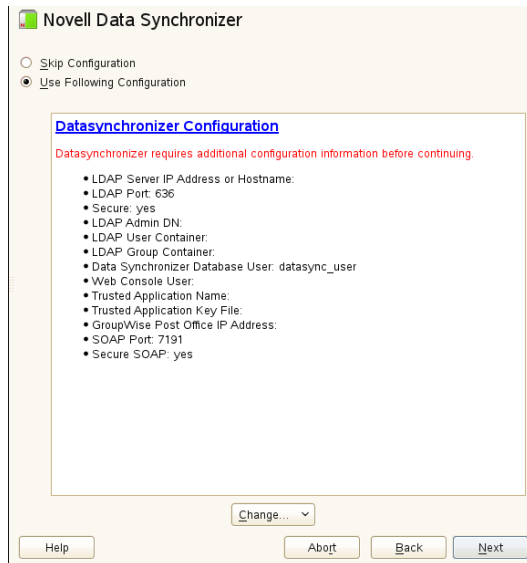 Novell Data Synchronizer
Skip Configuration
Use Following Configuration
Datasynchronizer Configuration
Datasynchronizer requires additional configuration information before continuing.
• LDAP Server IP Address or Hostname:
• LDAP Port: 636
• Secure: yes
• LDAP Admin DN:
• LDAP User Container:
• LDAP Group Container:
• Data Synchronizer Database User: datasync_user
• Web Console User:
• Trusted Application Name:
• Trusted Application Key File:
• GroupWise Post Office IP Address:
• SOAP Port: 7191
• Secure SOAP: yes
Change...
Help Abort Back Next